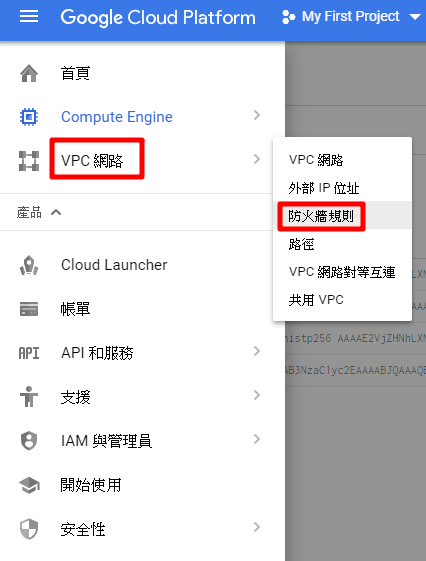 Google Cloud Platform
My First Project
首頁
Compute Engine
VPC 網路
VPC 網路
外部 IP 位址
防火牆規則
路徑
VPC 網路對等互連
共用 VPC
產品
Cloud Launcher
帳單
API API 和服務
支援
IAM 與管理員
開始使用
安全性
nistp256 AAAAE2VjZHNhLXN
AB3NzaC1yc2EAAAABJQAAAQE